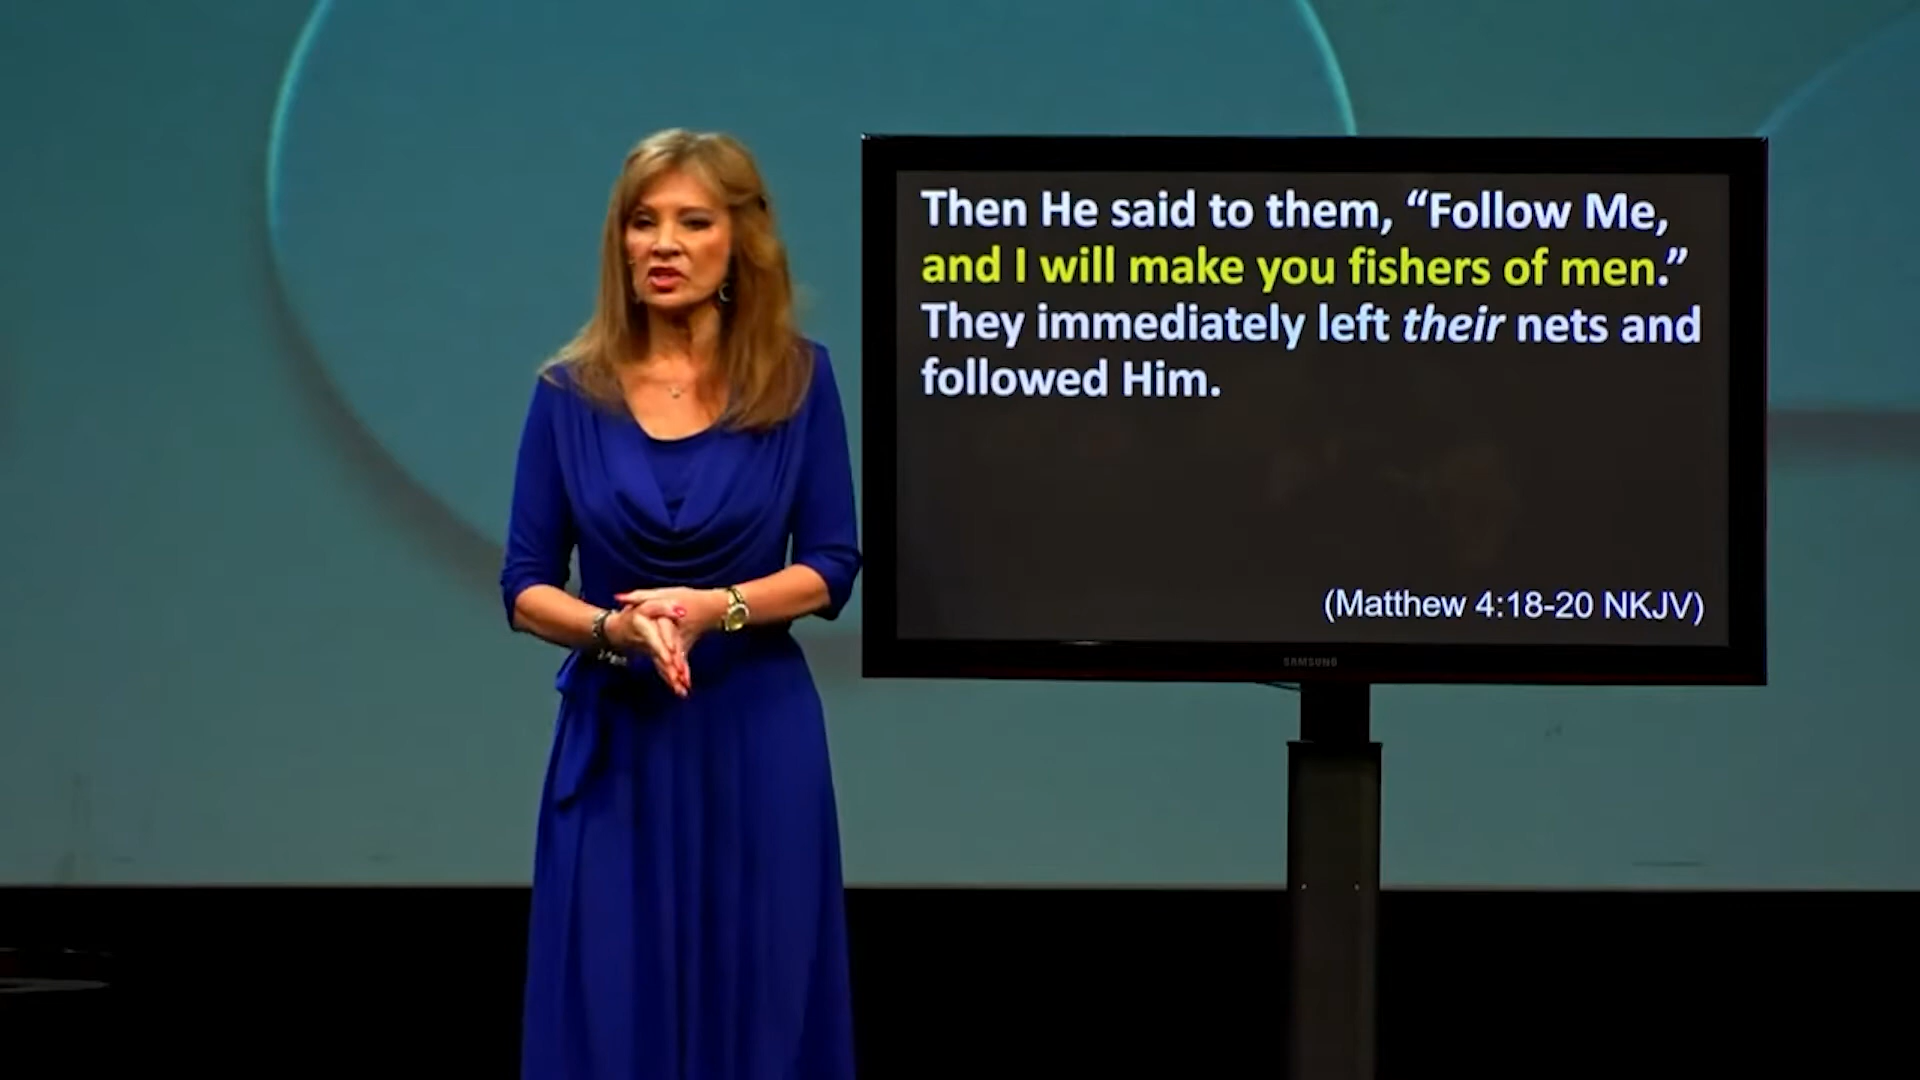 Then He said to them, “Follow Me,
and I will make you fishers of men.”
They immediately left their nets and
followed Him.
(Matthew 4:18-20 NKJV)
SAMSUNG